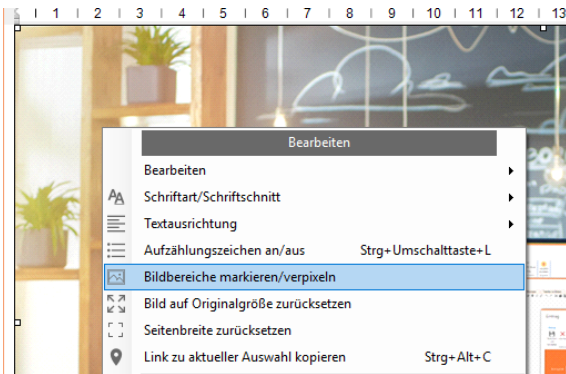 1 2 3 4 5 6 7 8 9 10 11 12 13
Bearbeiten
Bearbeiten
Schriftart/Schriftschnitt
Textausrichtung
Aufzählungszeichen an/aus Strg+Umschalttaste+L
Bildbereiche markieren/verpixeln
Bild auf Originalgröße zurücksetzen
Seitenbreite zurücksetzen
Link zu aktueller Auswahl kopieren Strg+Alt+C